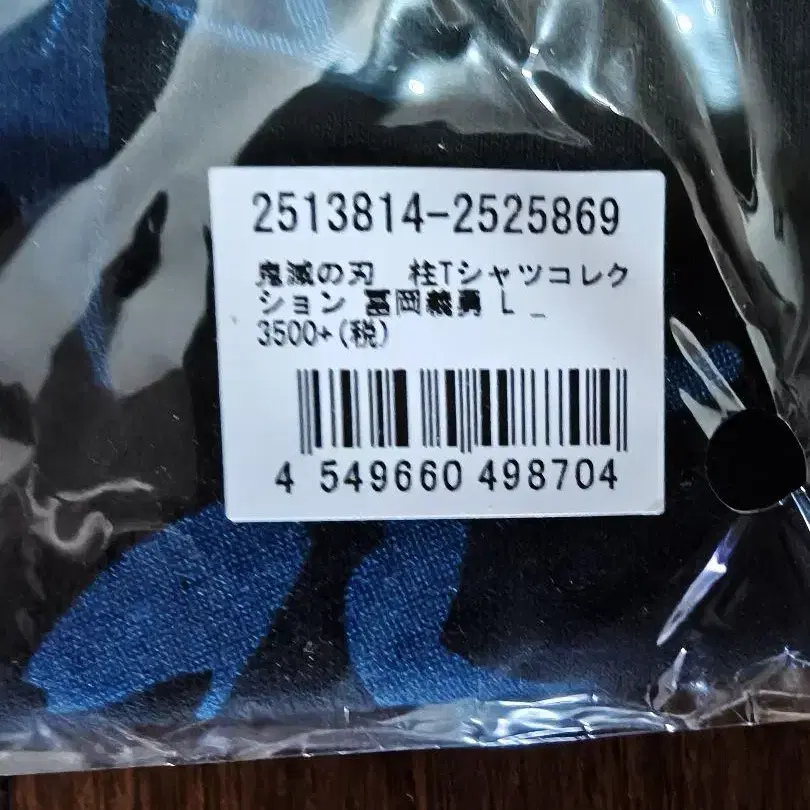 2513814-2525869
鬼滅の刃　柱Tシャツコレク
ション 冨岡義勇 L _
3500+(税)
4 549660 498704